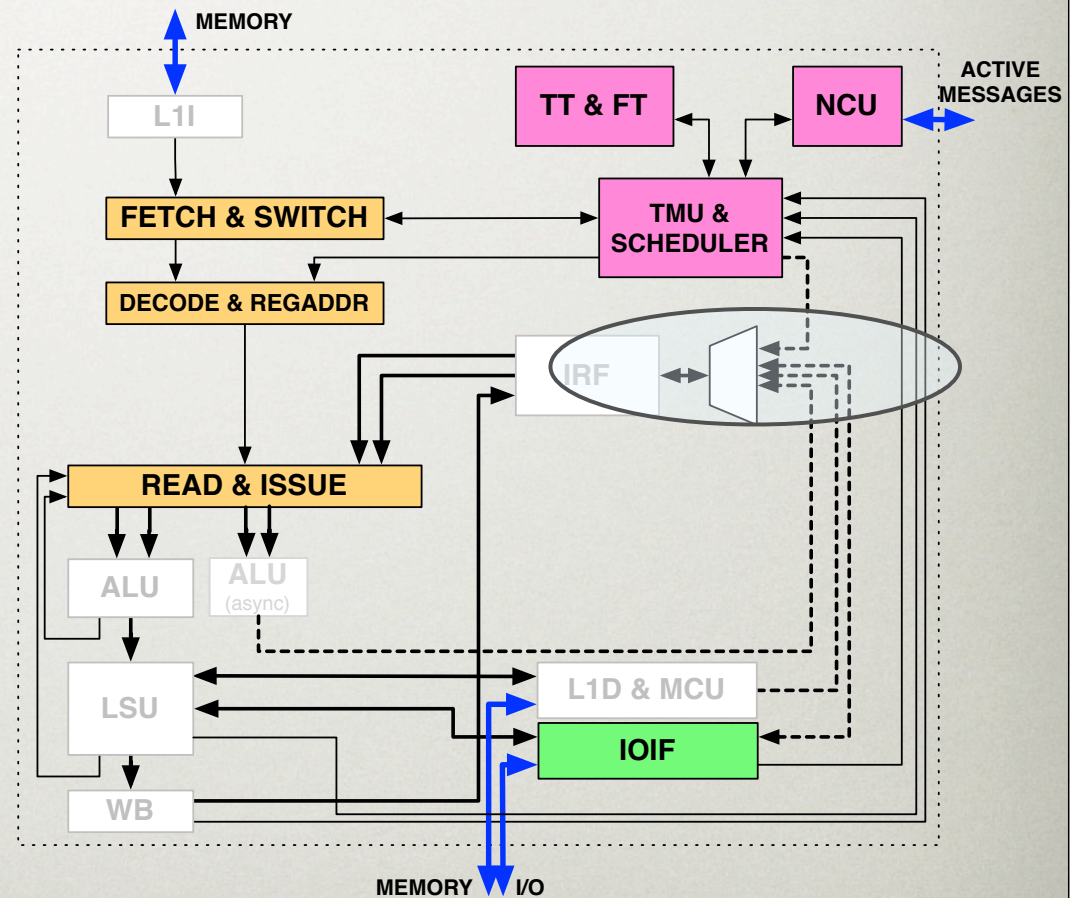 MEMORY
ACTIVE
MESSAGES
L1I
TT & FT
NCU
FETCH & SWITCH
TMU &
SCHEDULER
DECODE & REGADDR
IRF
READ & ISSUE
ALU
ALU
(async)
LSU
L1D & MCU
IOIF
WB
MEMORY
I/O